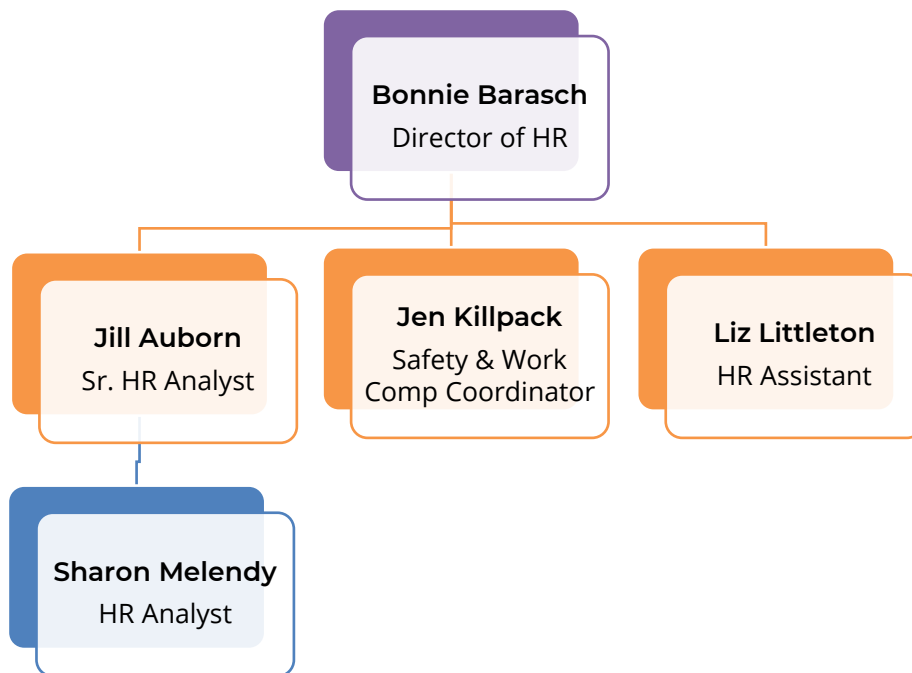 Bonnie Barasch
Director of HR
Jill Auborn
Sr. HR Analyst
Jen Killpack
Safety & Work
Comp Coordinator
Liz Littleton
HR Assistant
Sharon Melendy
HR Analyst